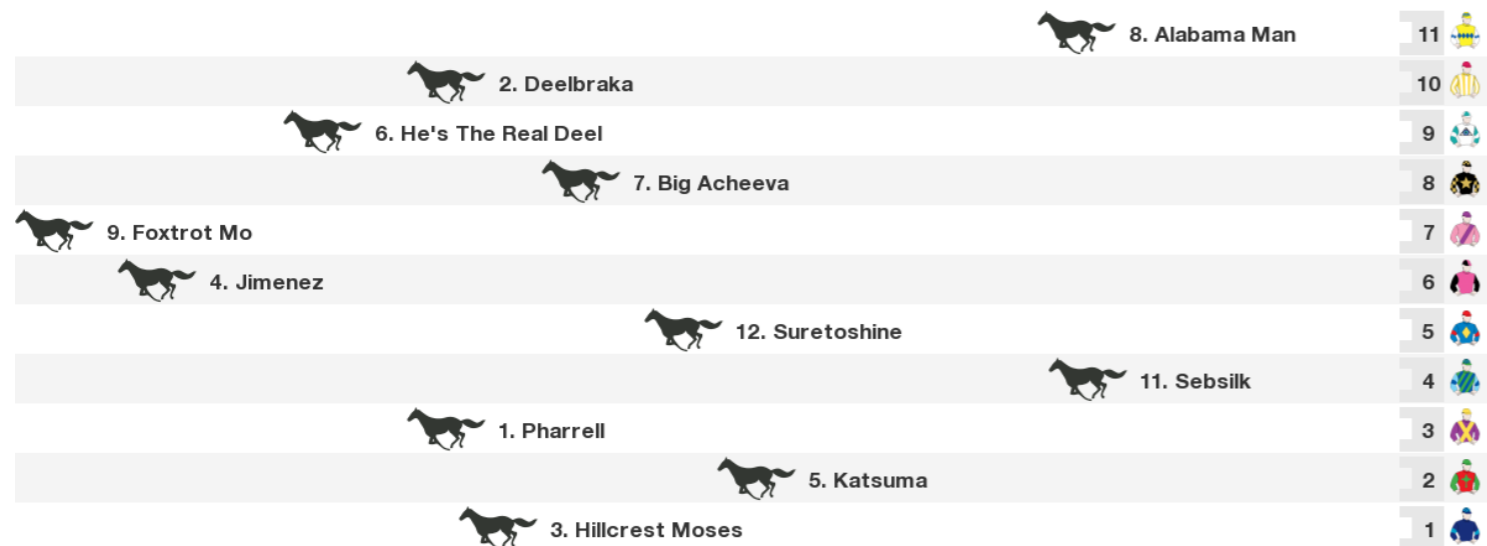 8. Alabama Man 11
2. Deelbraka 10
6. He's The Real Deel 9
7. Big Acheeva 8
9. Foxtrot Mo 7
4. Jimenez 6
12. Suretoshine 5
11. Sebsilk 4
1. Pharrell 3
5. Katsuma 2
3. Hillcrest Moses 1